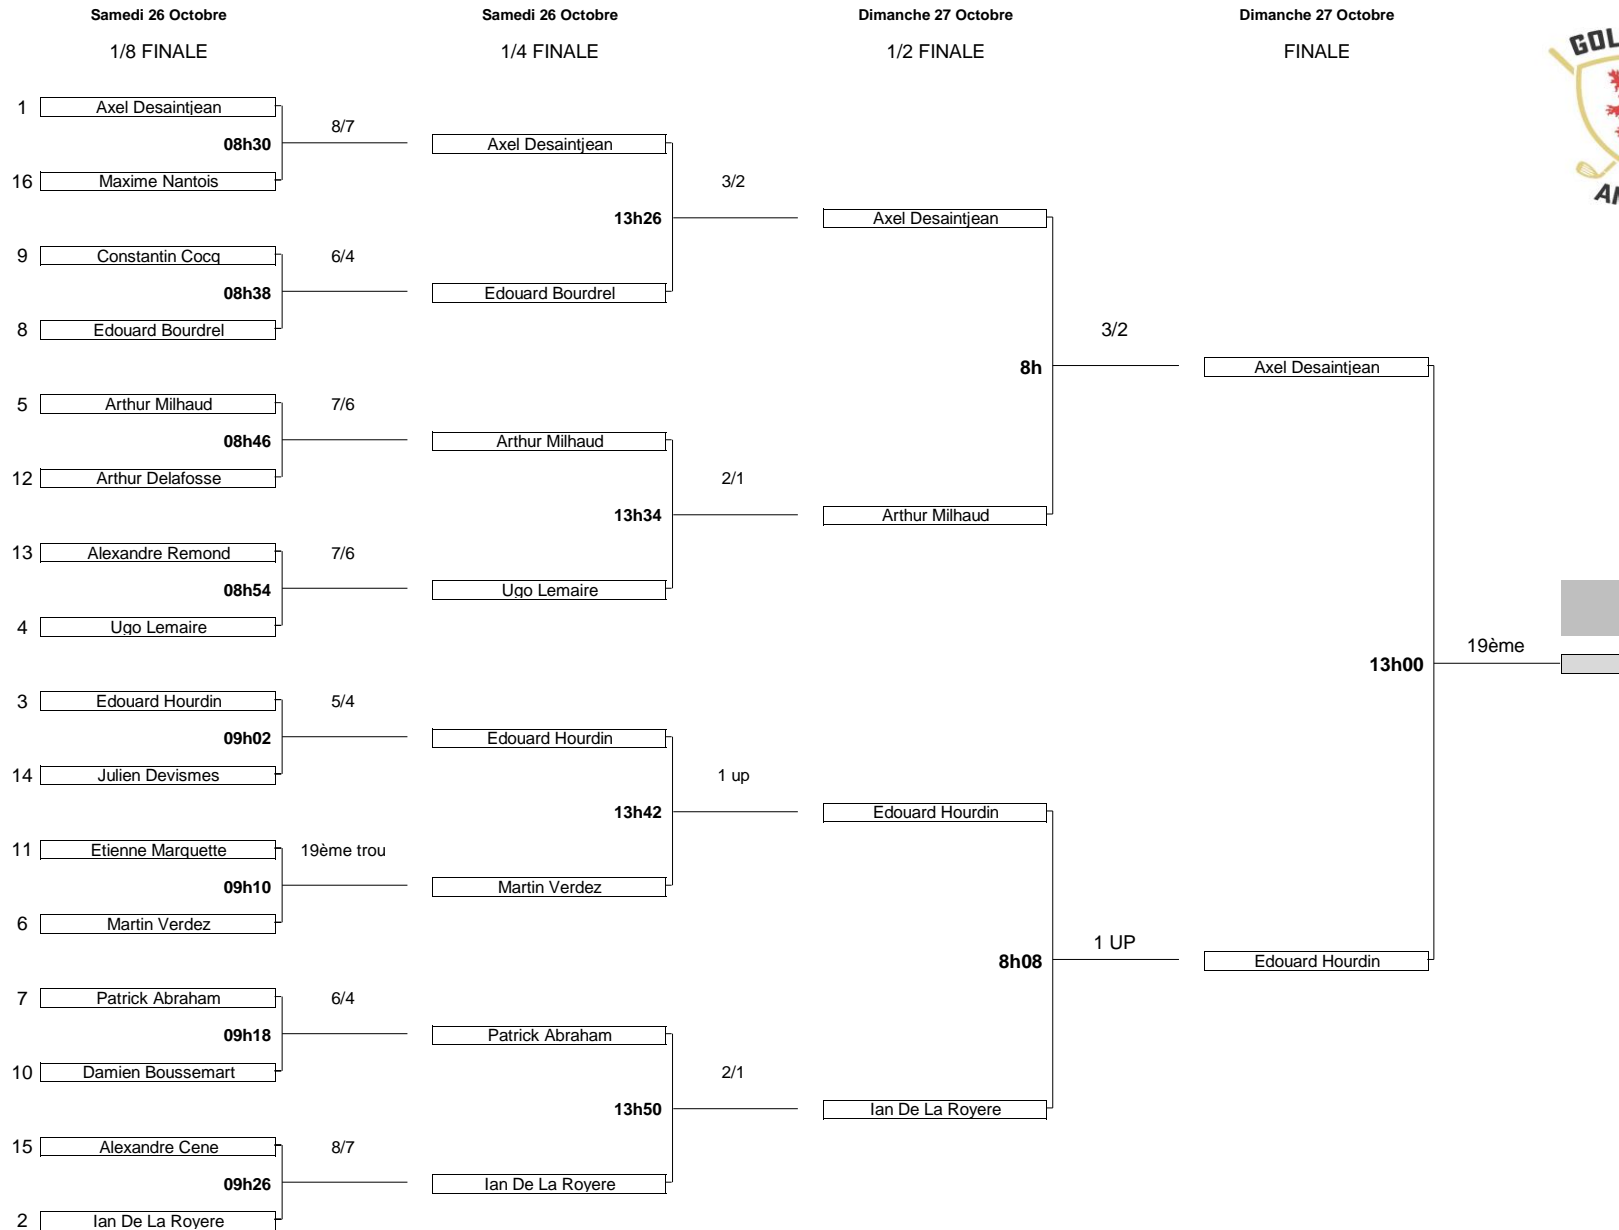 Samedi 26 Octobre Samedi 26 Octobre Dimanche 27 Octobre Dimanche 27 Octobre
1/8 FINALE 1/4 FINALE 1/2 FINALE FINALE
1 Axel Desaintjean
8/7
08h30 Axel Desaintjean
16 Maxime Nantois 3/2
13h26 Axel Desaintjean
9 Constantin Cocq 6/4
08h38 Edouard Bourdrel
8 Edouard Bourdrel 3/2
8h Axel Desaintjean
5 Arthur Milhaud 7/6
08h46 Arthur Milhaud
12 Arthur Delafosse 2/1
13h34 Arthur Milhaud
13 Alexandre Remond 7/6
08h54 Ugo Lemaire
4 Ugo Lemaire
19ème
13h00
3 Edouard Hourdin 5/4
09h02 Edouard Hourdin
14 Julien Devismes 1 up
13h42 Edouard Hourdin
11 Etienne Marquette 19ème trou
09h10 Martin Verdez
6 Martin Verdez
1 UP
8h08 Edouard Hourdin
7 Patrick Abraham 6/4
09h18 Patrick Abraham
10 Damien Boussemart 2/1
13h50 Ian De La Royere
15 Alexandre Cene 8/7
09h26 Ian De La Royere
2 Ian De La Royere